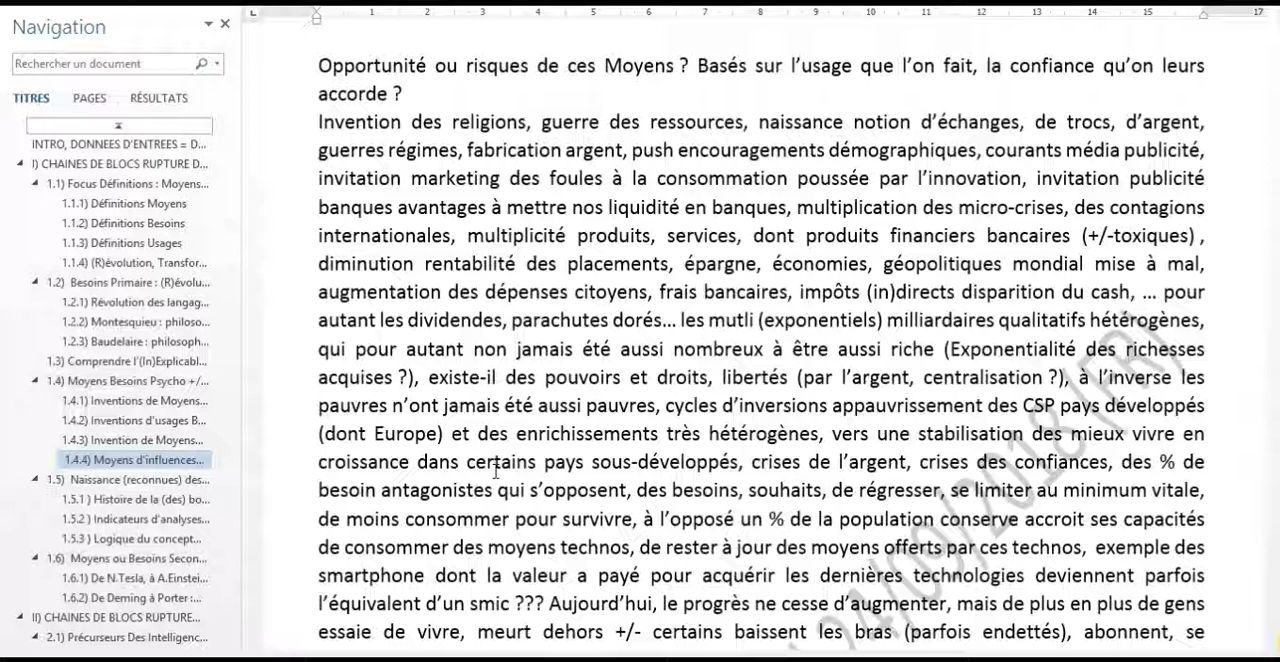 Navigation
Rechercher un document
TITRES PAGES RÉSULTATS
INTRO, DONNEES D'ENTREES = D...
I) CHAINES DE BLOCS RUPTURE D...
1.1) Focus Définitions : Moyens...
1.1.1) Définitions Moyens
1.1.2) Définitions Besoins
1.1.3) Définitions Usages
1.1.4) (R)évolution, Transfor...
1.2) Besoins Primaire : (R)évolu...
1.2.1) Révolution des langag...
1.2.2) Montesquieu : philoso...
1.2.3) Baudelaire : philosoph...
1.3) Comprendre l'(In)Explicabl...
1.4) Moyens Besoins Psycho +/...
1.4.1) Inventions de Moyens...
1.4.2) Inventions d'usages B...
1.4.3) Invention de Moyens...
1.4.4) Moyens d'influences...
1.5) Naissance (reconnues) des...
1.5.1 ) Histoire de la (des) bo...
1.5.2 ) Indicateurs d'analyses...
1.5.3 ) Logique du concept...
1.6) Moyens ou Besoins Secon...
1.6.1) De N.Tesla, à A.Einstei...
1.6.2) De Deming à Porter :...
II) CHAINES DE BLOCS RUPTURE...
2.1) Précurseurs Des Intelligenc...
1 2 3 4 5 6 7 8 9 10 11 12 13 14 15 17
Opportunité ou risques de ces Moyens ? Basés sur l'usage que l'on fait, la confiance qu'on leurs
accorde ?
Invention des religions, guerre des ressources, naissance notion d'échanges, de trocs, d'argent,
guerres régimes, fabrication argent, push encouragements démographiques, courants média publicité,
invitation marketing des foules à la consommation poussée par l'innovation, invitation publicité
banques avantages à mettre nos liquidité en banques, multiplication des micro-crises, des contagions
internationales, multiplicité produits, services, dont produits financiers bancaires (+/-toxiques) ,
diminution rentabilité des placements, épargne, économies, géopolitiques mondial mise à mal,
augmentation des dépenses citoyens, frais bancaires, impôts (in)directs disparition du cash, ... pour
autant les dividendes, parachutes dorés... les mutli (exponentiels) milliardaires qualitatifs hétérogènes,
qui pour autant non jamais été aussi nombreux à être aussi riche (Exponentialité des richesses
acquises ?), existe-il des pouvoirs et droits, libertés (par l'argent, centralisation ?), à l'inverse les
pauvres n'ont jamais été aussi pauvres, cycles d'inversions appauvrissement des CSP pays développés
(dont Europe) et des enrichissements très hétérogènes, vers une stabilisation des mieux vivre en
croissance dans certains pays sous-développés, crises de l'argent, crises des confiances, des % de
besoin antagonistes qui s'opposent, des besoins, souhaits, de régresser, se limiter au minimum vitale,
de moins consommer pour survivre, à l'opposé un % de la population conserve accroit ses capacités
de consommer des moyens technos, de rester à jour des moyens offerts par ces technos, exemple des
smartphone dont la valeur a payé pour acquérir les dernières technologies deviennent parfois
l'équivalent d'un smic ??? Aujourd'hui, le progrès ne cesse d'augmenter, mais de plus en plus de gens
essaie de vivre, meurt dehors +/- certains baissent les bras (parfois endettés), abonnent, se
24/09/2018 (FR)